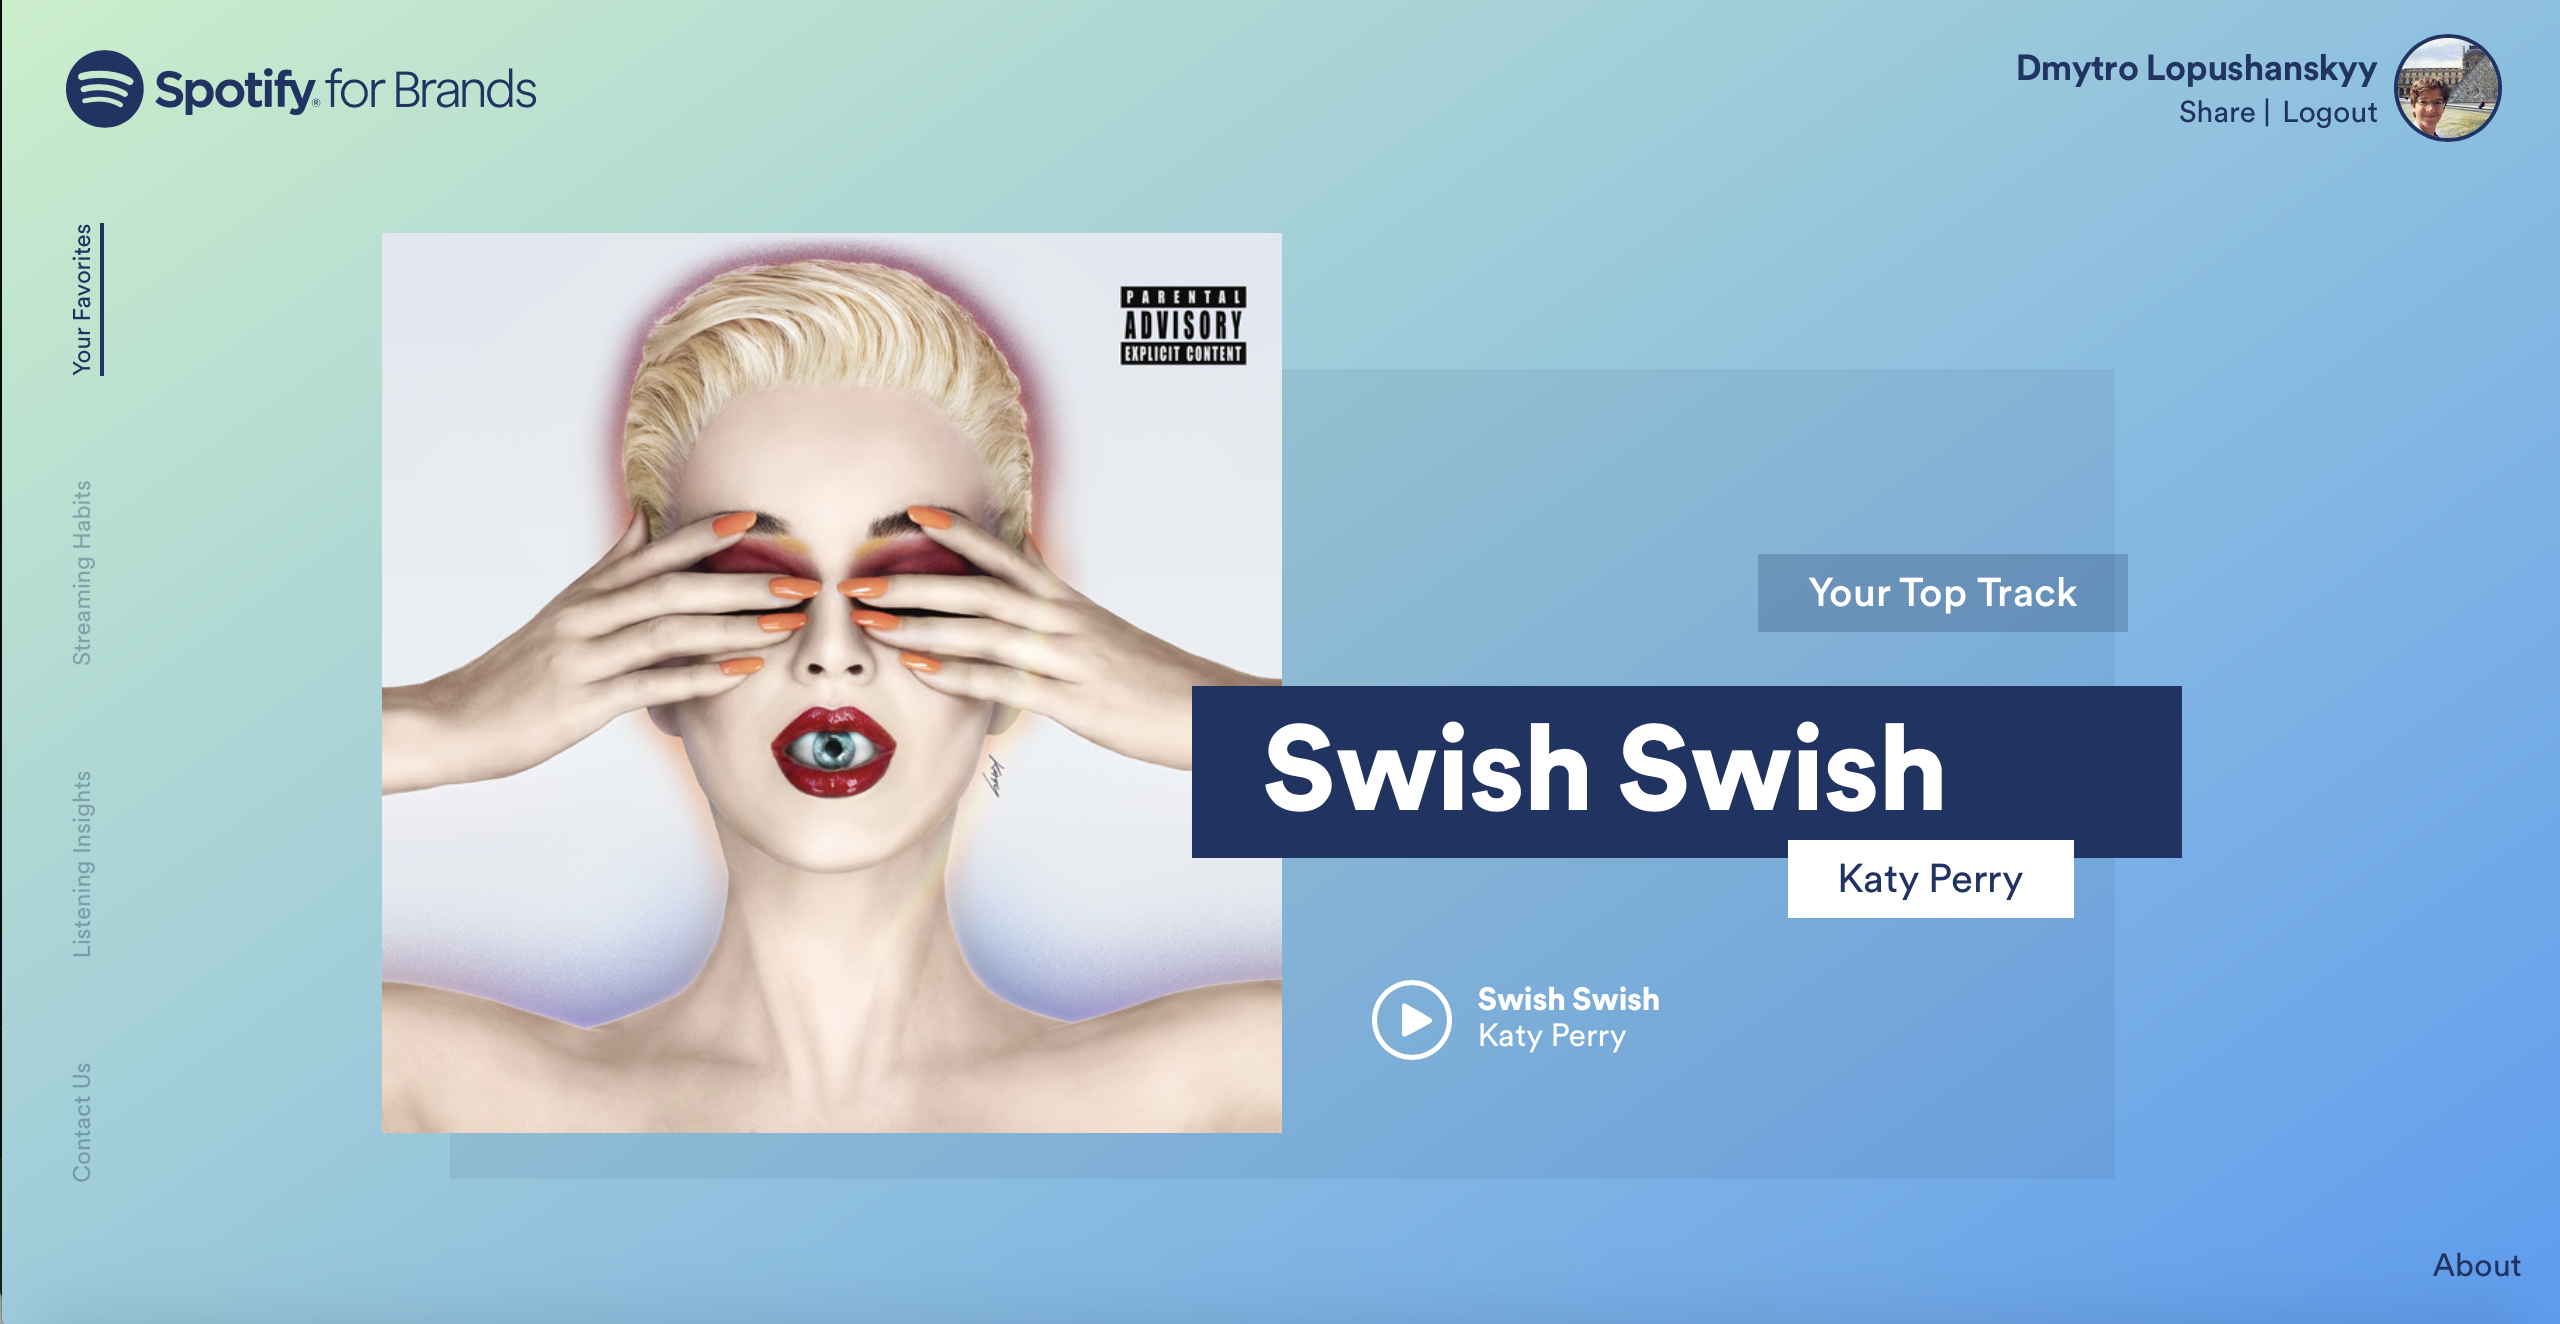 Spotify® for Brands
Dmytro Lopushanskyy
Share | Logout
Your Favorites
Streaming Habits
Listening Insights
Contact Us
PARENTAL
ADVISORY
EXPLICIT CONTENT
Katy
Your Top Track
Swish Swish
Katy Perry
Swish Swish
Katy Perry
About